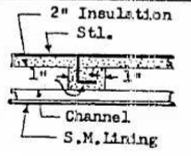 2" Insulation
Stl.
1" 1"
Channel
S.M.Lining